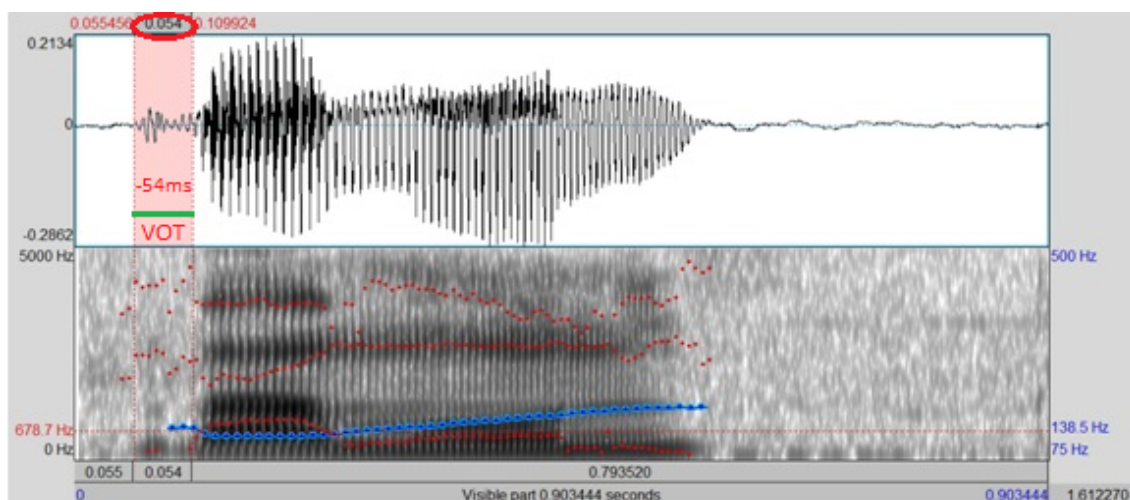 0.055456 0.054 0.109924
0.2134
0
-54ms
-0.2862 VOT
5000 Hz 500 Hz
678.7 Hz 138.5 Hz
0 Hz 75 Hz
0.055 0.054 0.793520
0 Visible part 0.903444 seconds 0.903444 1.612270